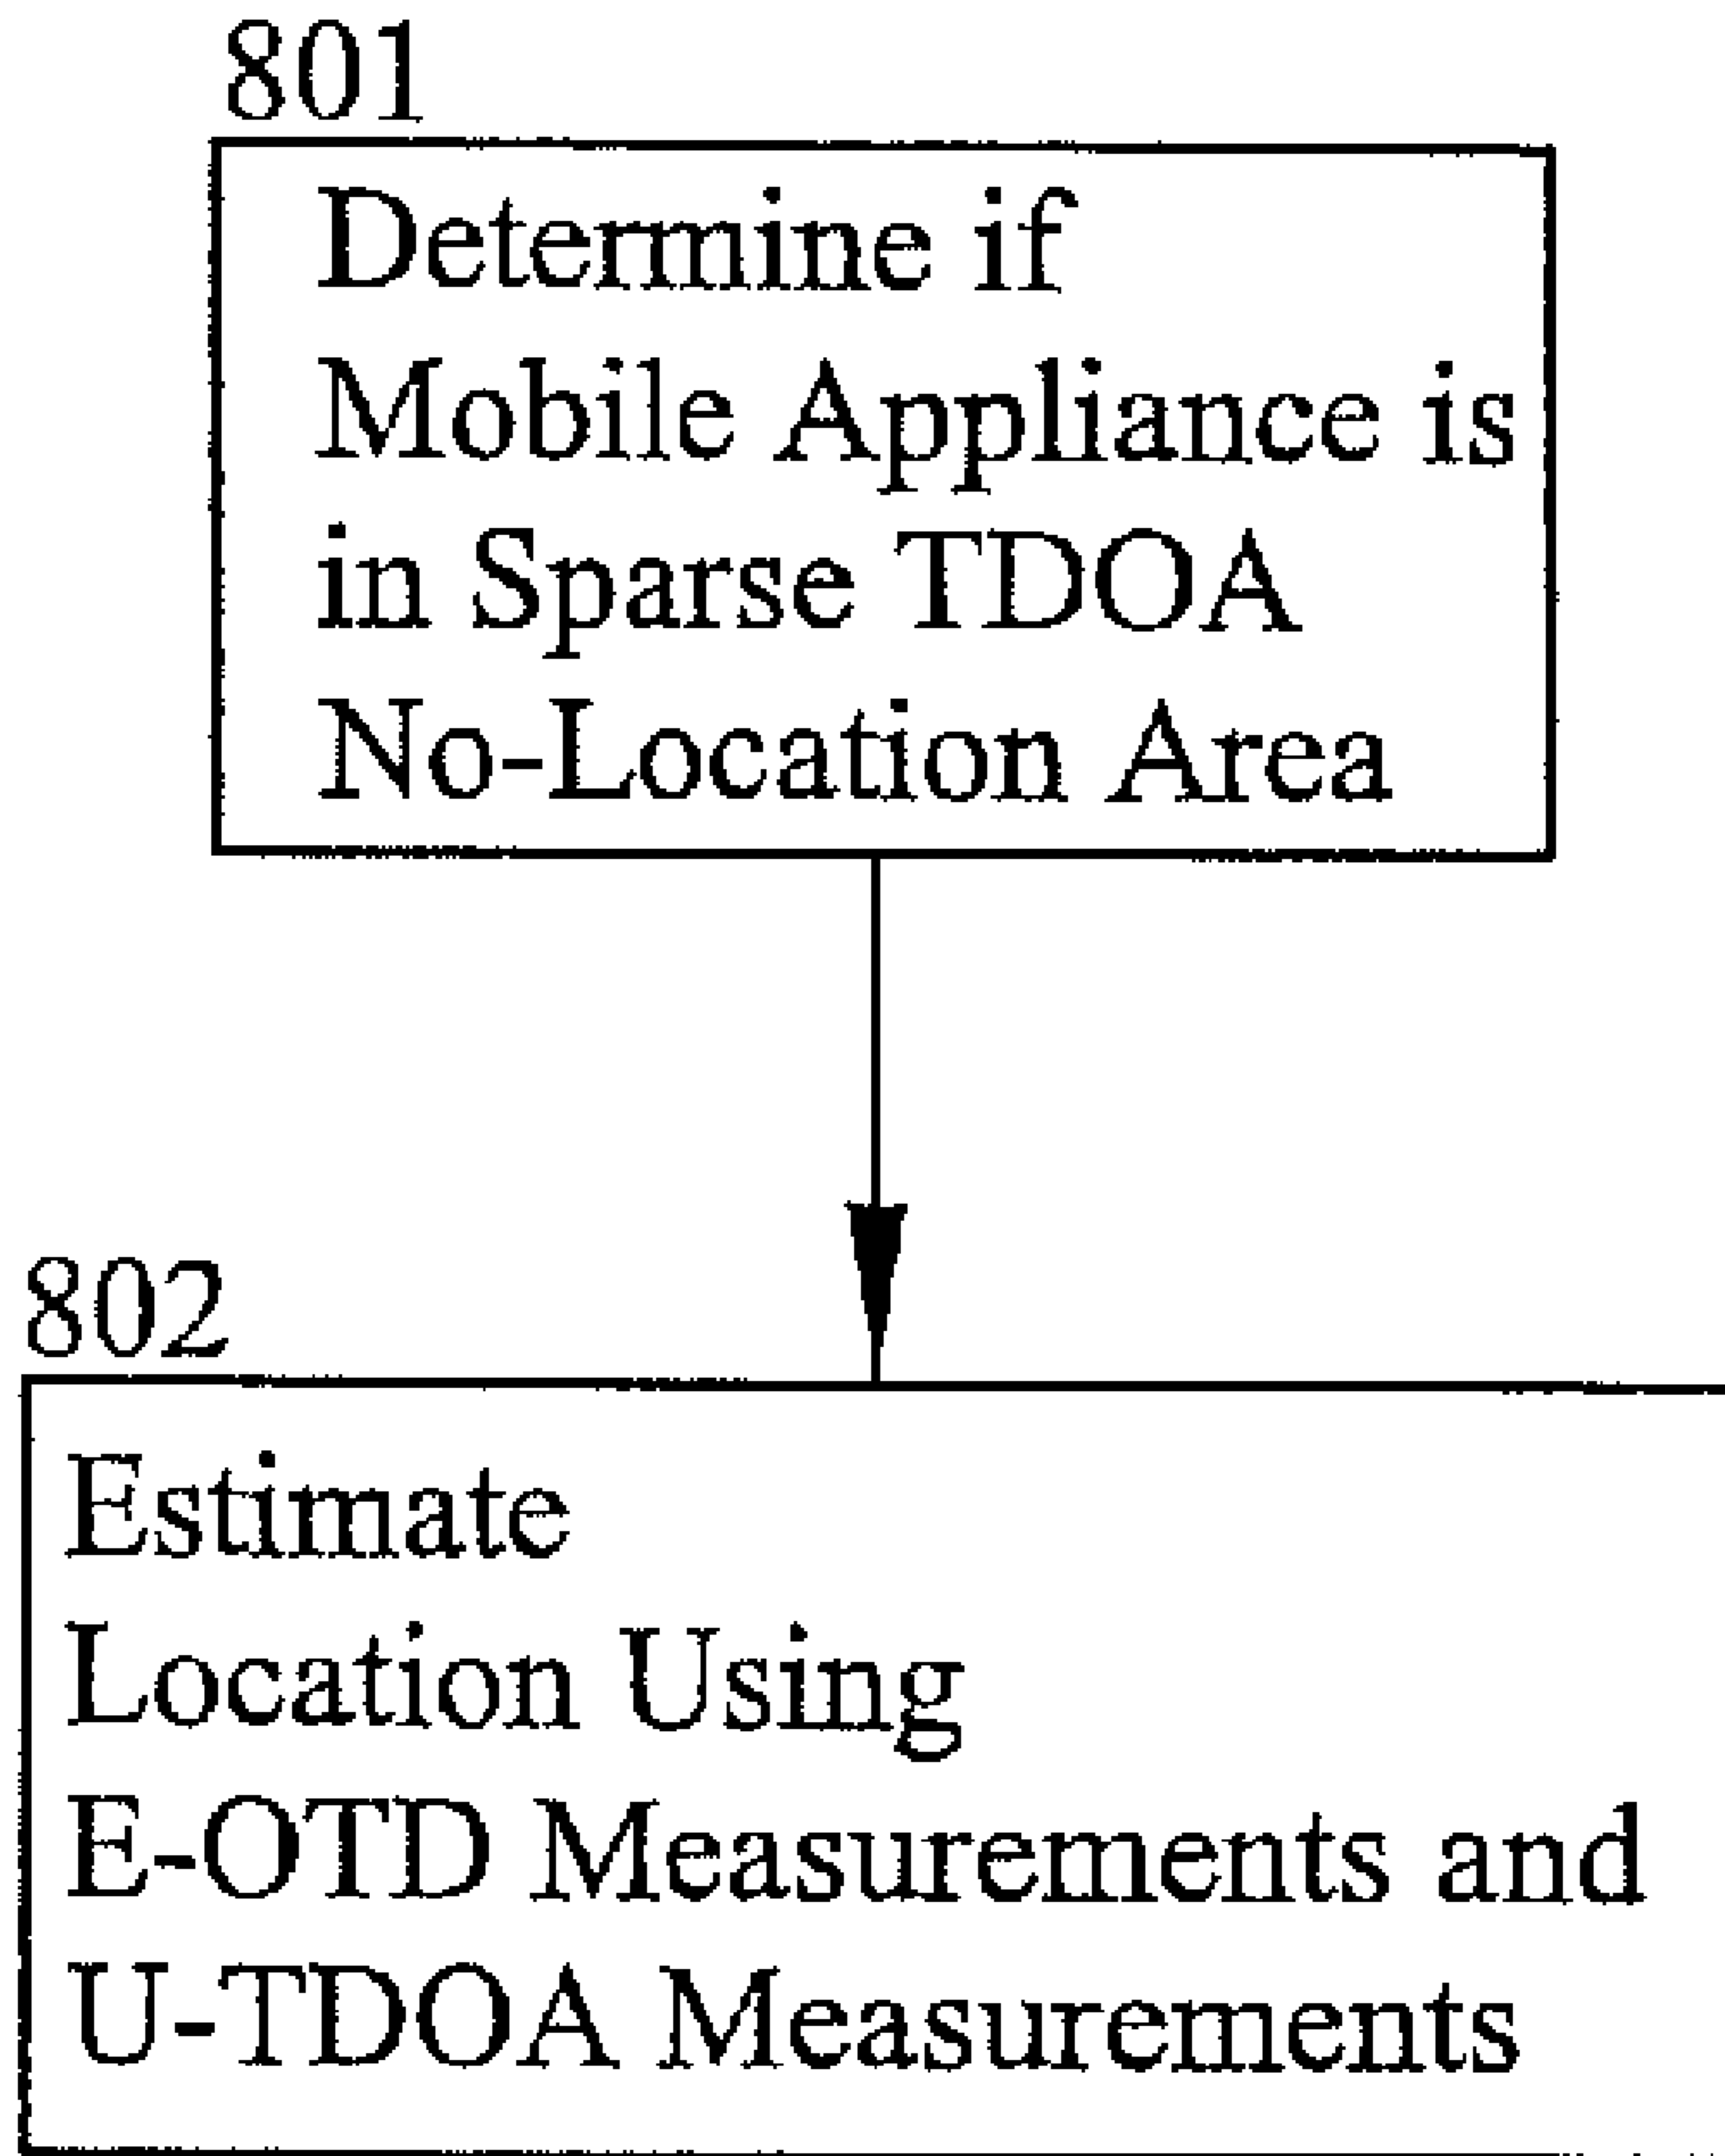 801
Determine if
Mobile Appliance is
in Sparse TDOA
No-Location Area
802
Estimate
Location Using
E-OTD Measurements and
U-TDOA Measurements